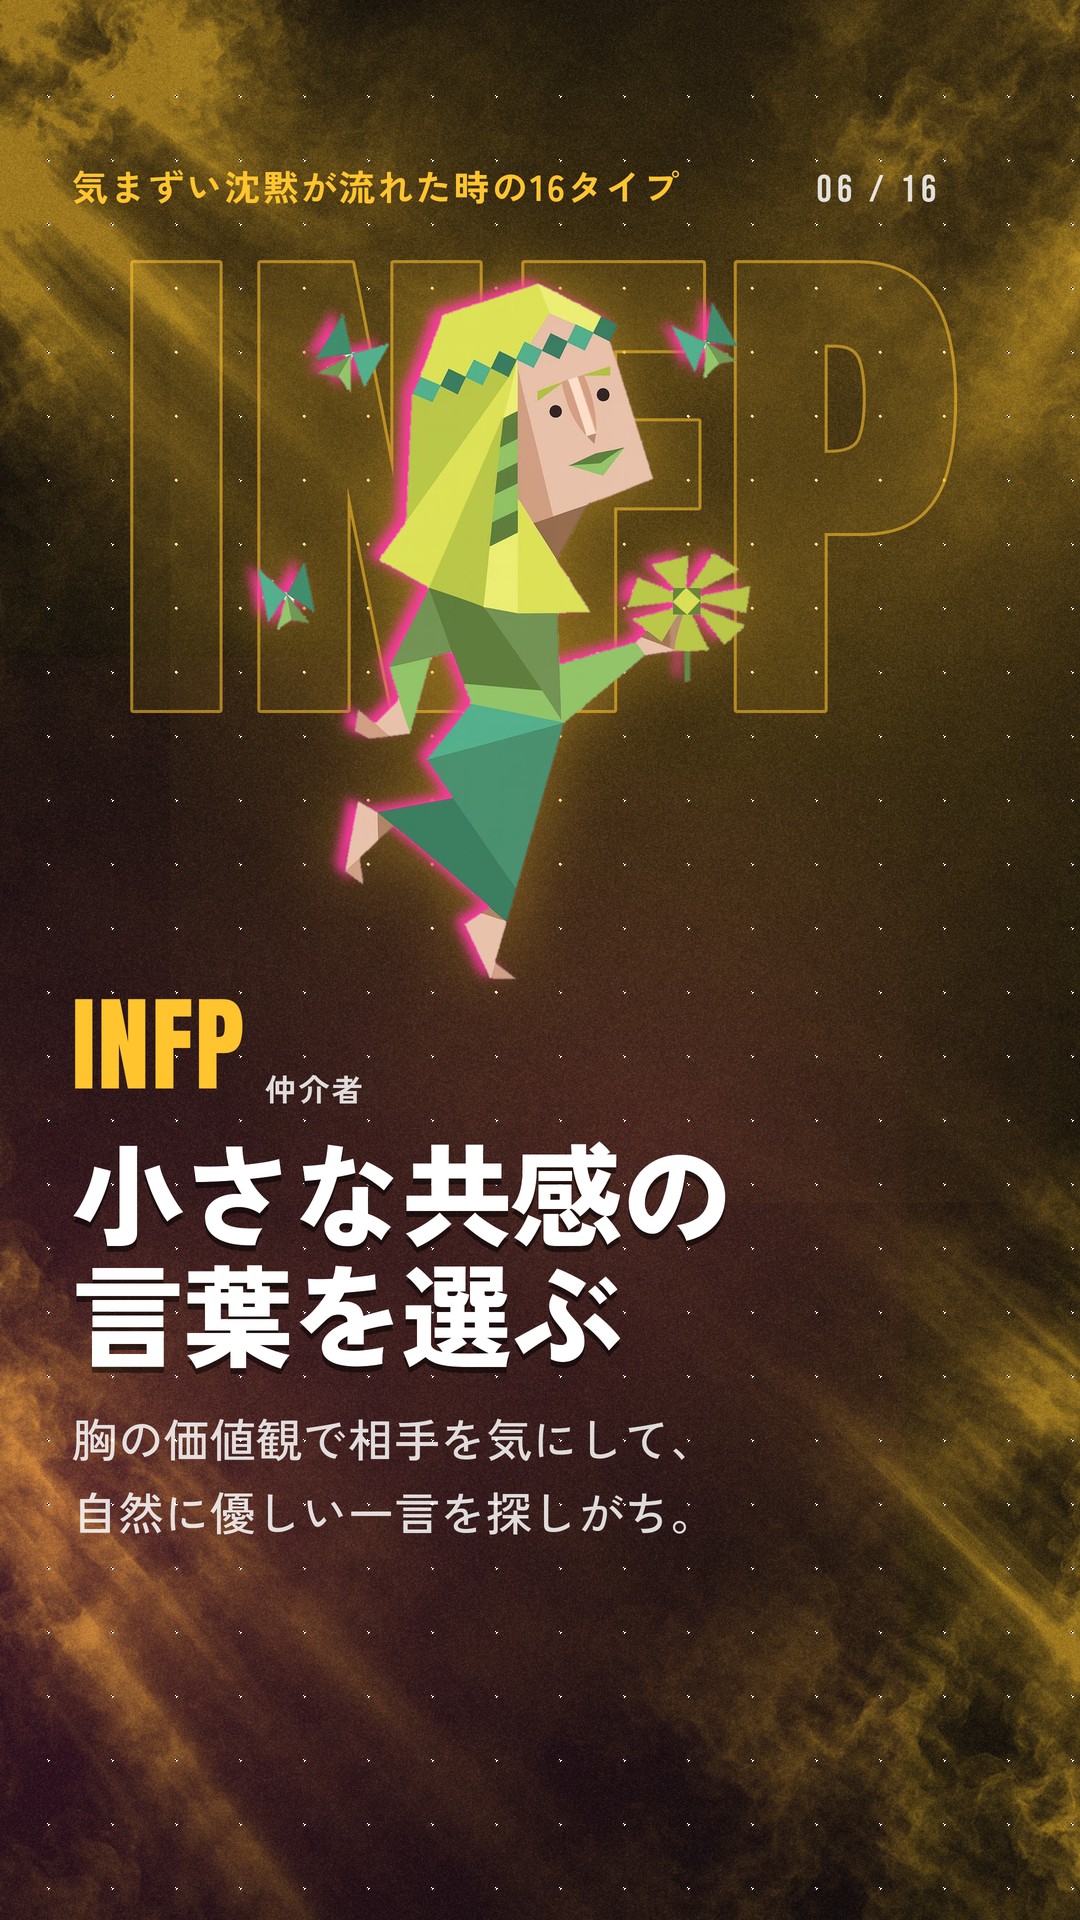 気まずい沈黙が流れた時の16タイプ
06 / 16
INFP
INFP
仲介者
小さな共感の
言葉を選ぶ
胸の価値観で相手を気にして、
自然に優しい一言を探しがち。